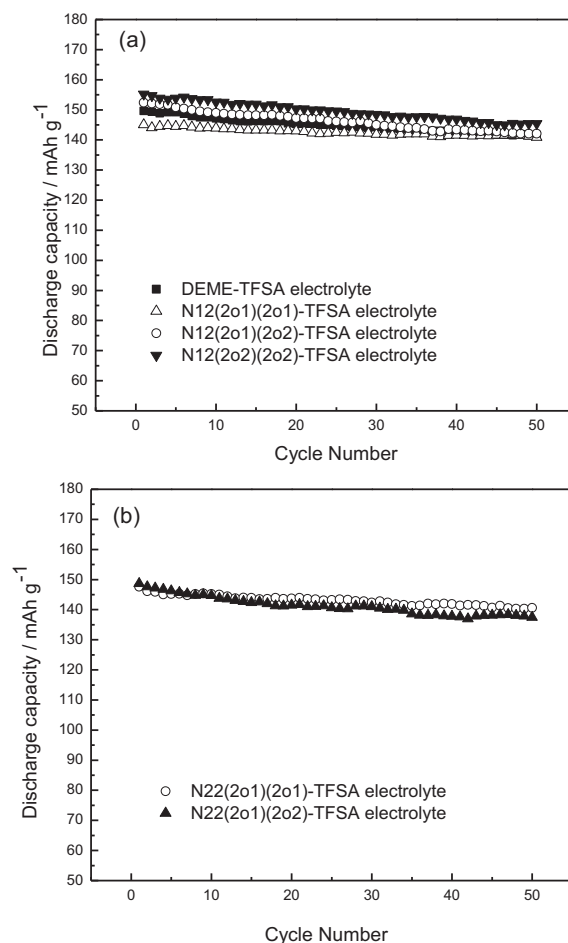 (a)
180
170
160
150
140
130
120
110
100
90
80
70
60
50
Discharge capacity / mAh g⁻¹
DEME-TFSA electrolyte
N12(2o1)(2o1)-TFSA electrolyte
N12(2o1)(2o2)-TFSA electrolyte
N12(2o2)(2o2)-TFSA electrolyte
0 10 20 30 40 50
Cycle Number
(b)
180
170
160
150
140
130
120
110
100
90
80
70
60
50
Discharge capacity / mAh g⁻¹
N22(2o1)(2o1)-TFSA electrolyte
N22(2o1)(2o2)-TFSA electrolyte
0 10 20 30 40 50
Cycle Number